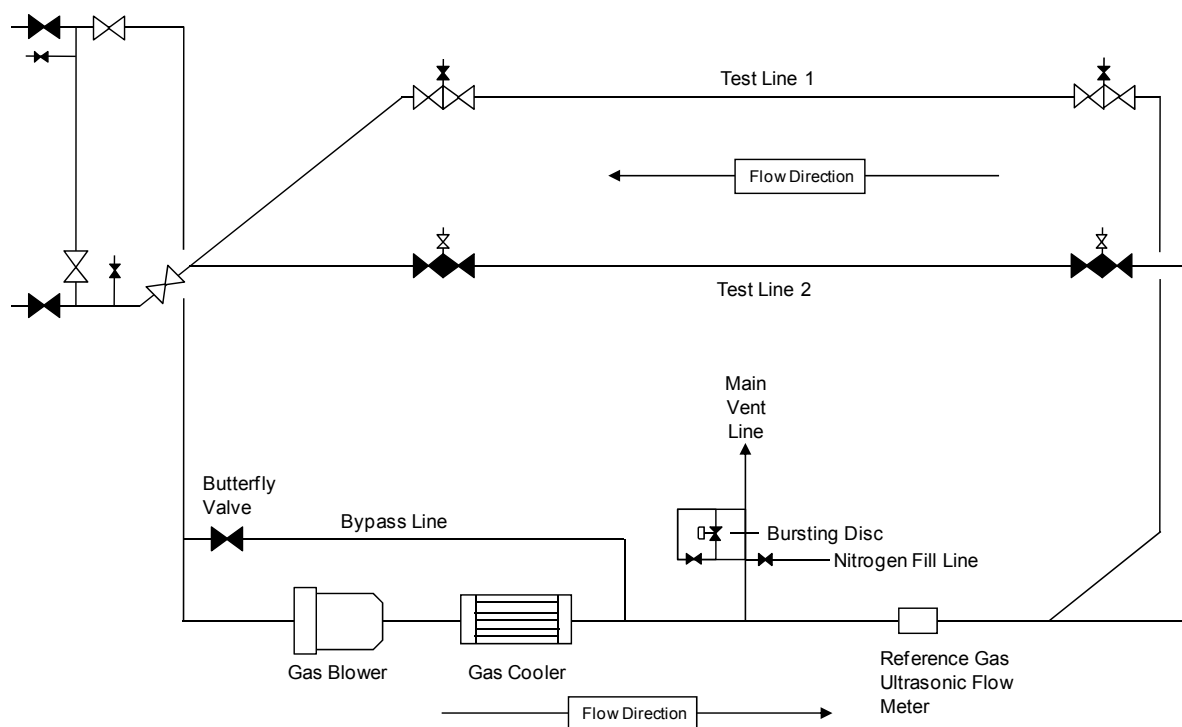 Test Line 1
Flow Direction
Test Line 2
Main
Vent
Line
Butterfly
Valve
Bypass Line
Bursting Disc
Nitrogen Fill Line
Gas Blower
Gas Cooler
Reference Gas
Ultrasonic Flow
Meter
Flow Direction